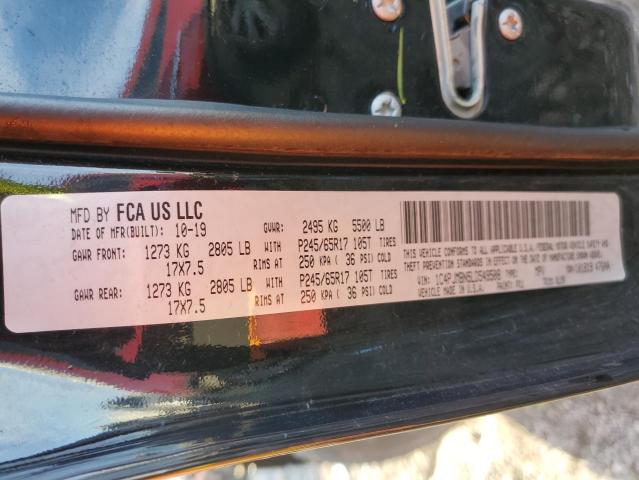 MFD BY FCA US LLC
DATE OF MFR(BUILT): 10-19 GVWR: 2495 KG 5500 LB
GAWR FRONT: 1273 KG 2805 LB WITH P245/65R17 105T TIRES
17X7.5 RIMS AT 250 KPA ( 36 PSI) COLD
GAWR REAR: 1273 KG 2805 LB WITH P245/65R17 105T TIRES
17X7.5 RIMS AT 250 KPA ( 36 PSI) COLD
THIS VEHICLE CONFORMS TO ALL APPLICABLE U.S.A. FEDERAL MOTOR VEHICLE SAFETY AND
THEFT PREVENTION STANDARDS IN EFFECT ON THE DATE OF MANUFACTURE SHOWN ABOVE.
VIN: TYPE: MPV
VEHICLE MADE IN U.S.A. PAINT: